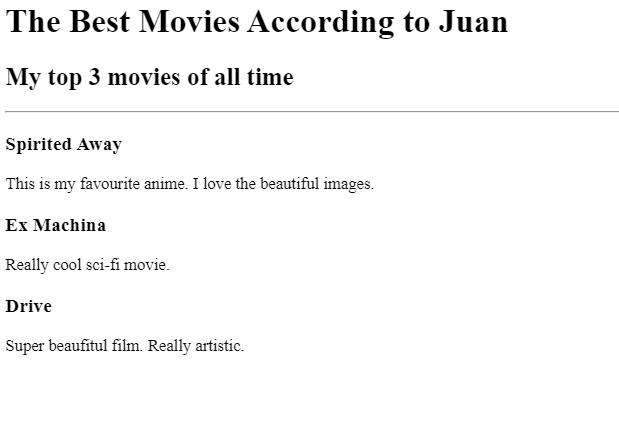 The Best Movies According to Juan
My top 3 movies of all time
Spirited Away
This is my favourite anime. I love the beautiful images.
Ex Machina
Really cool sci-fi movie.
Drive
Super beaufitul film. Really artistic.